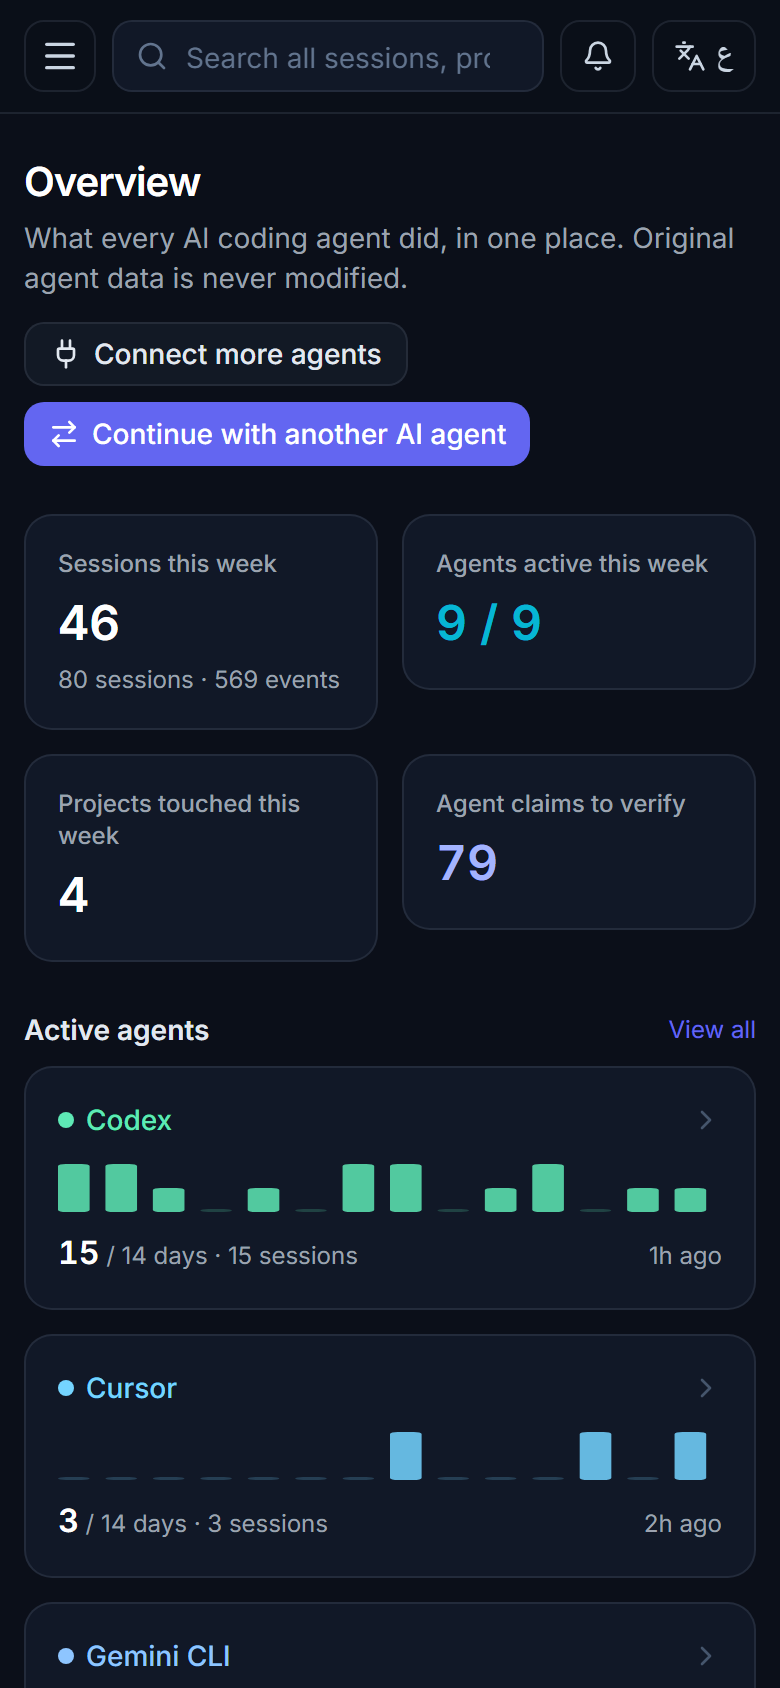 Search all sessions, pro
ع
Overview
What every AI coding agent did, in one place. Original
agent data is never modified.
Connect more agents
Continue with another AI agent
Sessions this week
46
80 sessions · 569 events
Agents active this week
9 / 9
Projects touched this
week
4
Agent claims to verify
79
Active agents
View all
Codex
15 / 14 days · 15 sessions
1h ago
Cursor
3 / 14 days · 3 sessions
2h ago
Gemini CLI